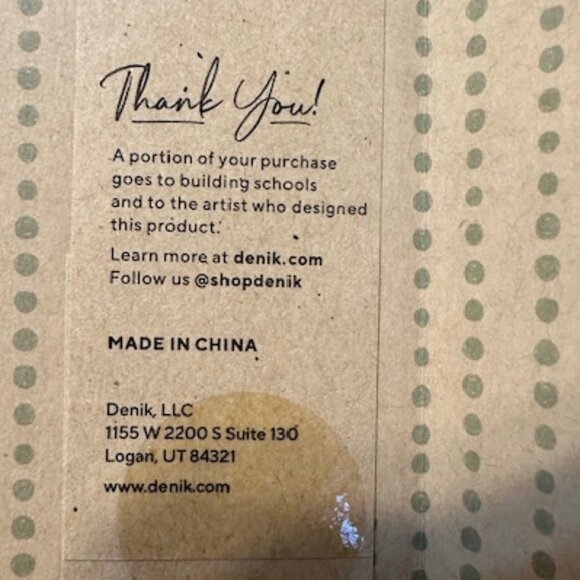 Thank You!
A portion of your purchase
goes to building schools
and to the artist who designed
this product.
Learn more at denik.com
Follow us @shopdenik
MADE IN CHINA
Denik, LLC
1155 W 2200 S Suite 130
Logan, UT 84321
www.denik.com